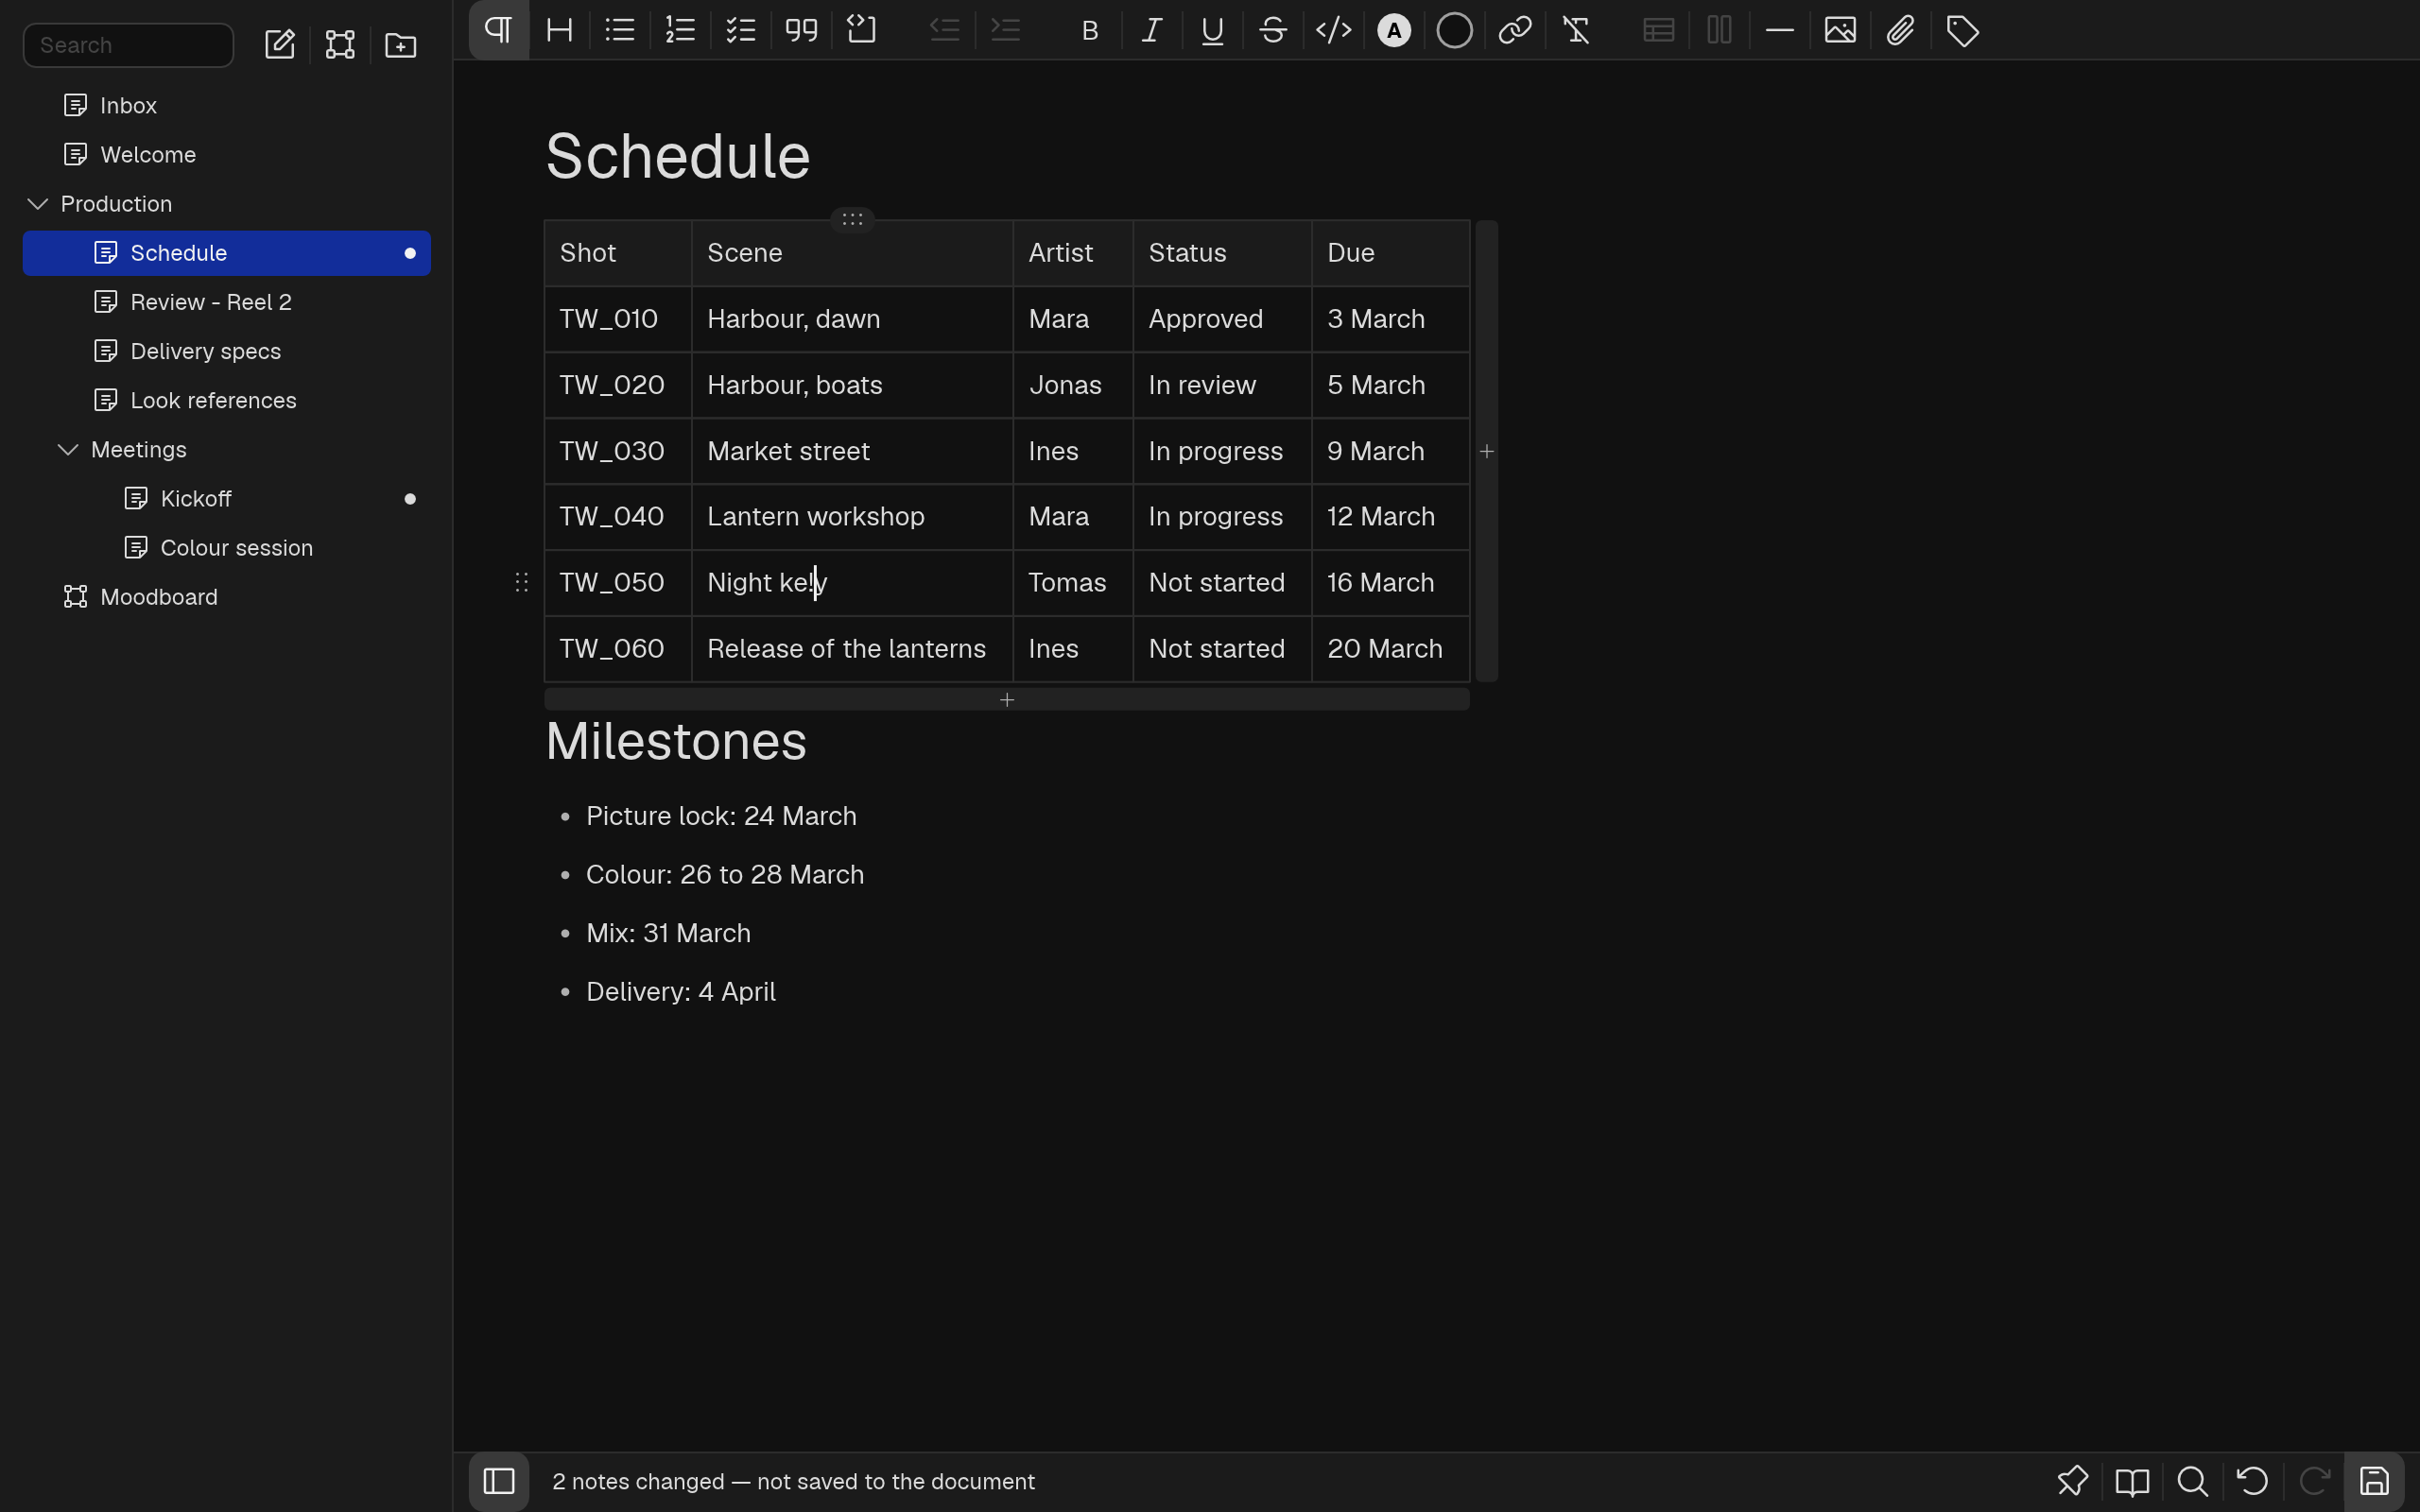 Search
Inbox
Welcome
Production
Schedule
Review - Reel 2
Delivery specs
Look references
Meetings
Kickoff
Colour session
Moodboard
Schedule
Shot Scene Artist Status Due
TW_010 Harbour, dawn Mara Approved 3 March
TW_020 Harbour, boats Jonas In review 5 March
TW_030 Market street Ines In progress 9 March
TW_040 Lantern workshop Mara In progress 12 March
TW_050 Night Tomas Not started 16 March
TW_060 Release of the lanterns Ines Not started 20 March
Milestones
Picture lock: 24 March
Colour: 26 to 28 March
Mix: 31 March
Delivery: 4 April
2 notes changed — not saved to the document